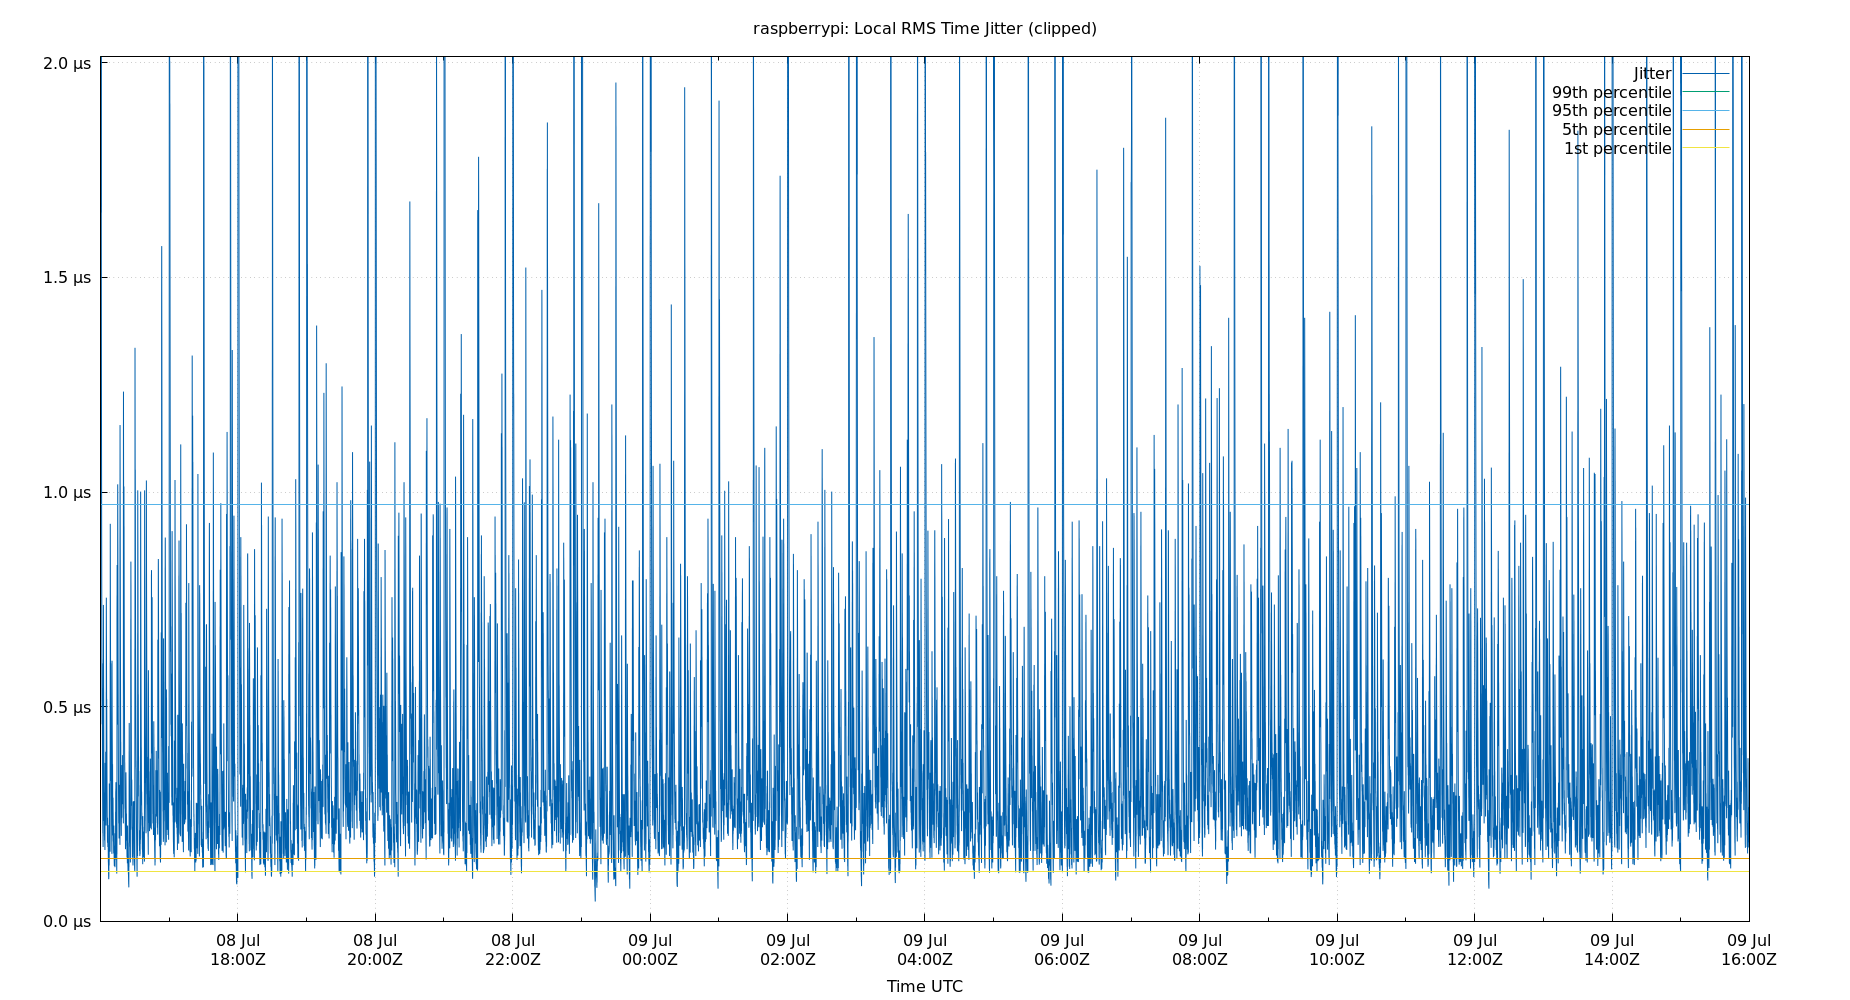 raspberrypi: Local RMS Time Jitter (clipped)
2.0 µs
1.5 µs
1.0 µs
0.5 µs
0.0 µs
Jitter
99th percentile
95th percentile
5th percentile
1st percentile
08 Jul 08 Jul 08 Jul 09 Jul 09 Jul 09 Jul 09 Jul 09 Jul 09 Jul 09 Jul 09 Jul 09 Jul
18:00Z 20:00Z 22:00Z 00:00Z 02:00Z 04:00Z 06:00Z 08:00Z 10:00Z 12:00Z 14:00Z 16:00Z
Time UTC